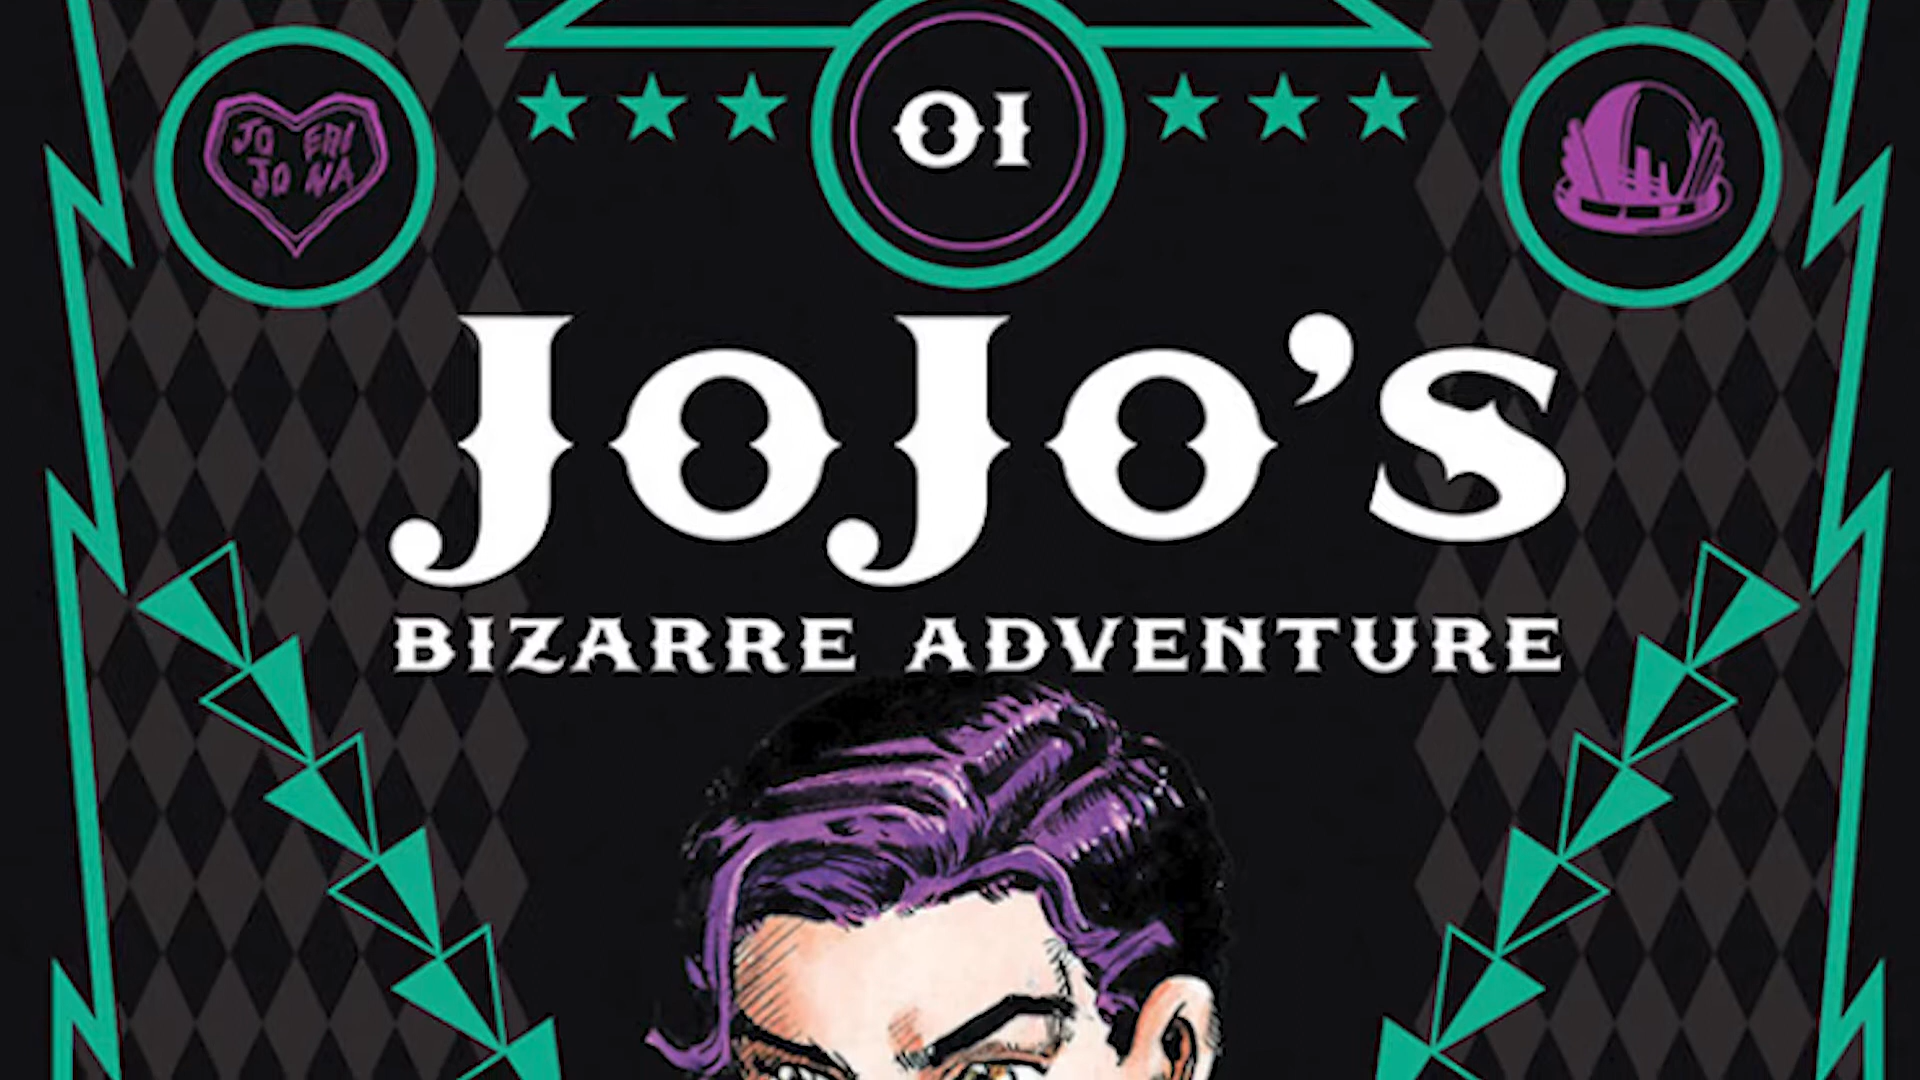 01
JO ERI
JO NA
JoJo's
BIZARRE ADVENTURE